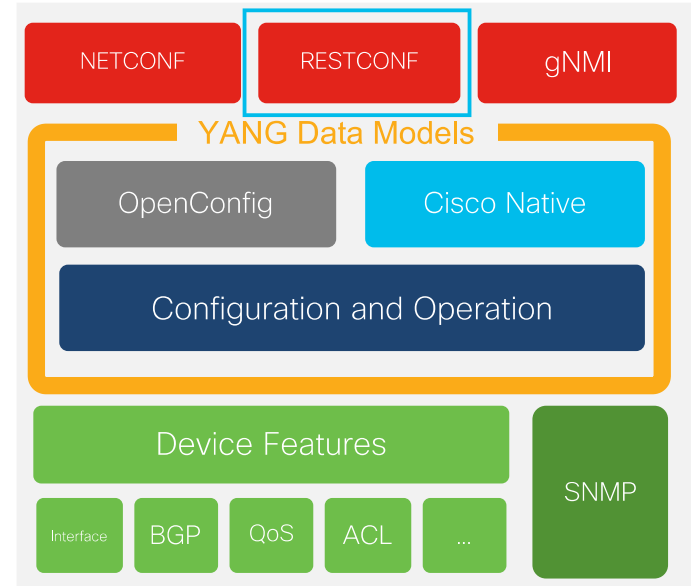 NETCONF
RESTCONF
gNMI
YANG Data Models
OpenConfig
Cisco Native
Configuration and Operation
Device Features
SNMP
Interface
BGP
QoS
ACL
...